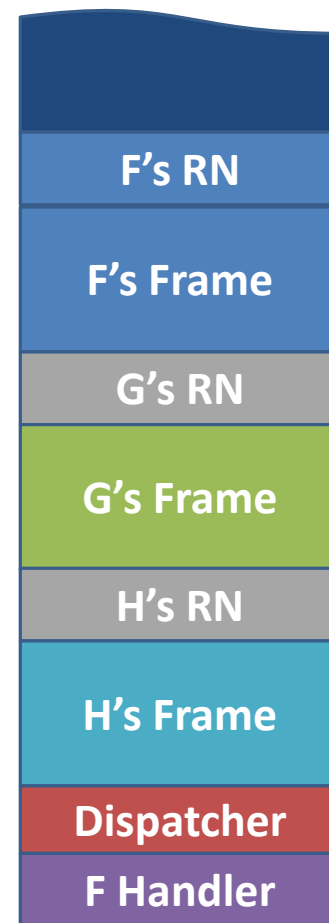 F’s RN
F’s Frame
G’s RN
G’s Frame
H’s RN
H’s Frame
Dispatcher
F Handler